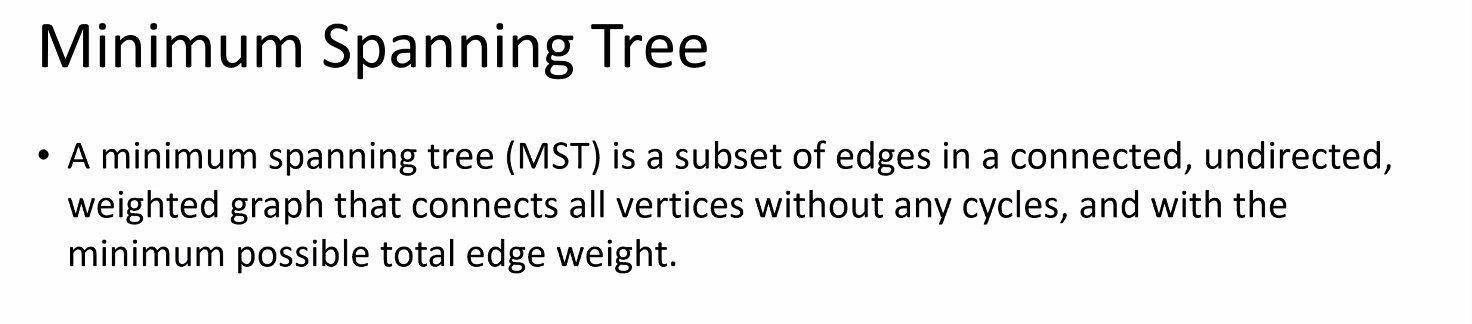 Minimum Spanning Tree
• A minimum spanning tree (MST) is a subset of edges in a connected, undirected,
weighted graph that connects all vertices without any cycles, and with the
minimum possible total edge weight.